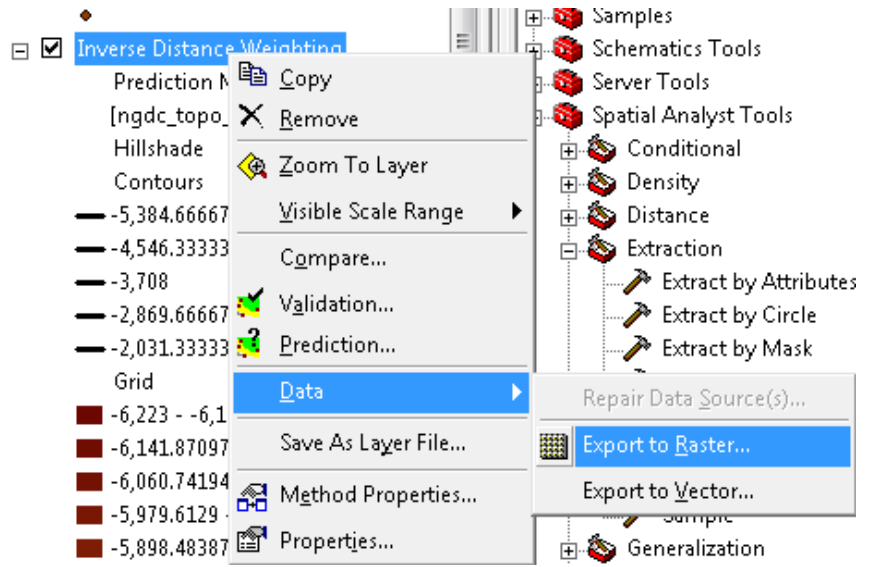 Inverse Distance Weighting
Prediction
[ngdc_topo_
Hillshade
Contours
-5,384.66667
-4,546.33333
-3,708
-2,869.66667
-2,031.33333
Grid
-6,223 - -6,1
-6,141.87097
-6,060.74194
-5,979.6129 -
-5,898.48387
Copy
Remove
Zoom To Layer
Visible Scale Range
Compare...
Validation...
Prediction...
Data
Save As Layer File...
Method Properties...
Properties...
Repair Data Source(s)...
Export to Raster...
Export to Vector...
Samples
Schematics Tools
Server Tools
Spatial Analyst Tools
Conditional
Density
Distance
Extraction
Extract by Attributes
Extract by Circle
Extract by Mask
Sample
Generalization